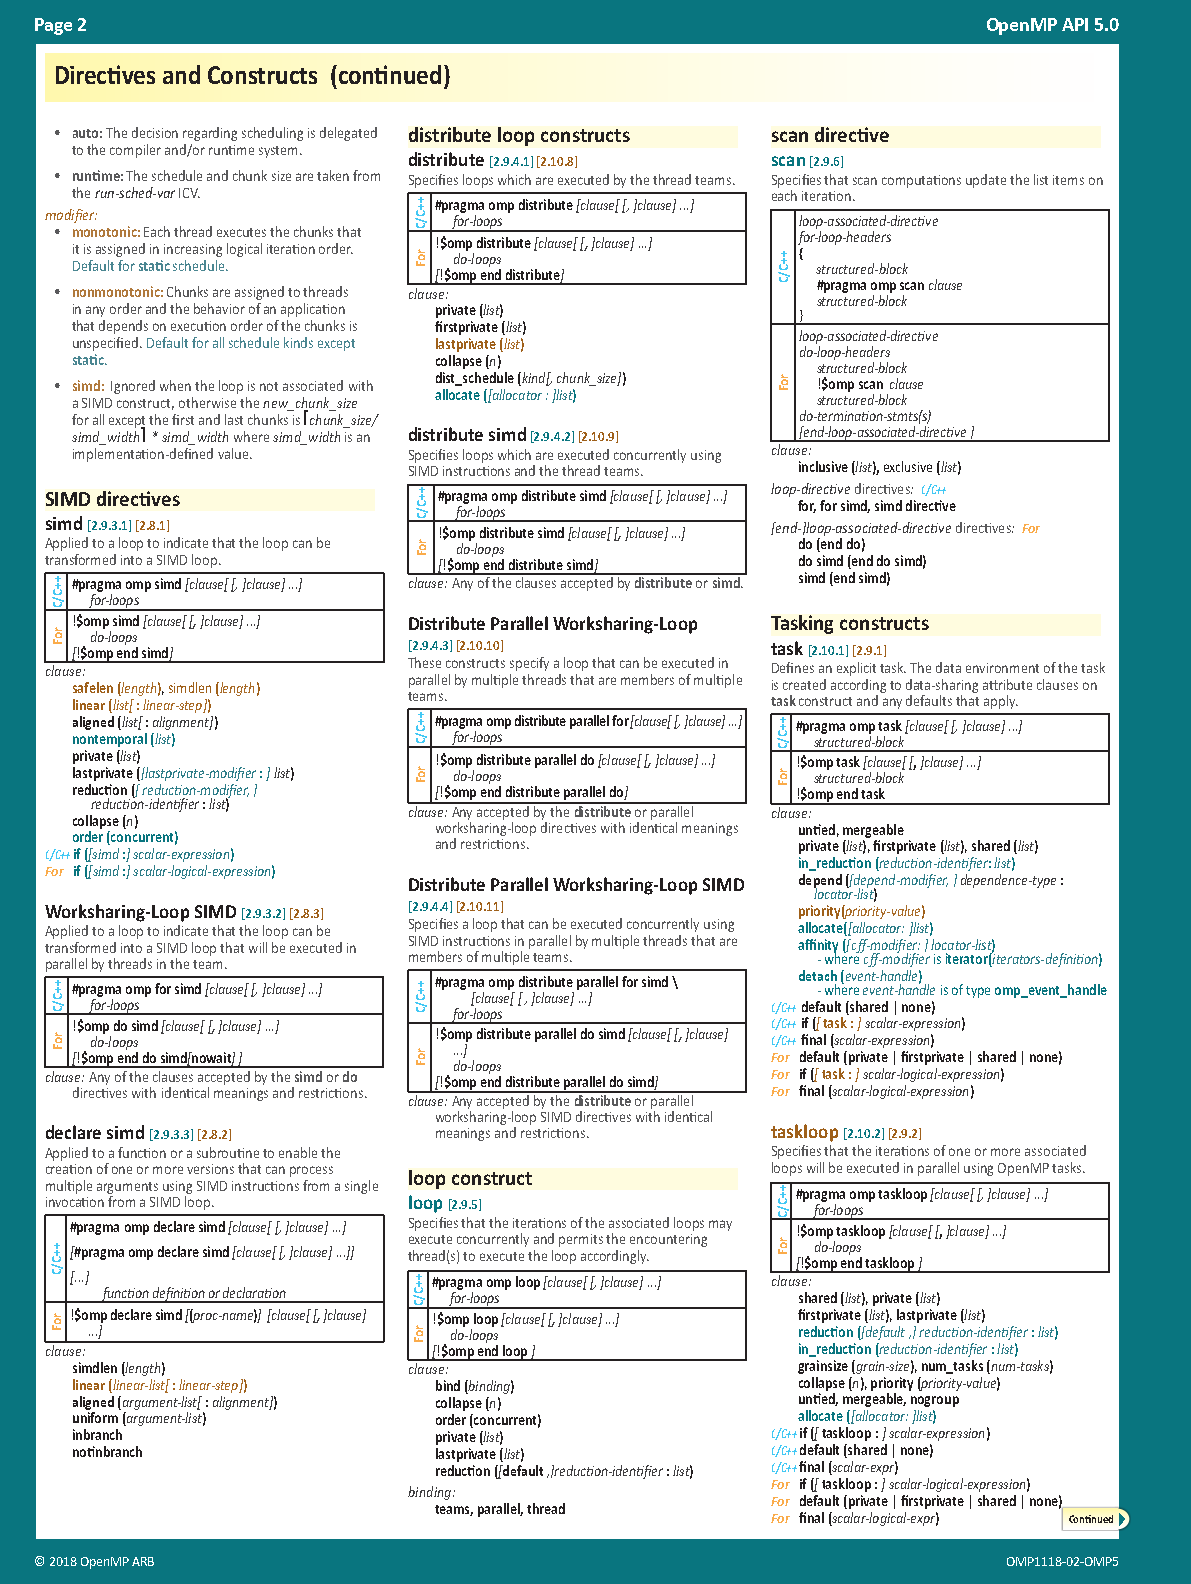 Page 2
OpenMP API 5.0
Directives and Constructs (continued)
• auto: The decision regarding scheduling is delegated
to the compiler and/or runtime system.
• runtime: The schedule and chunk size are taken from
the run-sched-var ICV.
modifier:
• monotonic: Each thread executes the chunks that
it is assigned in increasing logical iteration order.
Default for static schedule.
• nonmonotonic: Chunks are assigned to threads
in any order and the behavior of an application
that depends on execution order of the chunks is
unspecified. Default for all schedule kinds except
static.
• simd: Ignored when the loop is not associated with
a SIMD construct, otherwise the new_chunk_size
for all except the first and last chunks is ⌈chunk_size/
simd_width⌉ * simd_width where simd_width is an
implementation-defined value.
SIMD directives
simd [2.9.3.1] [2.8.1]
Applied to a loop to indicate that the loop can be
transformed into a SIMD loop.
C/C++
#pragma omp simd [clause[ [, ]clause] ...]
for-loops
For
!$omp simd [clause[ [, ]clause] ...]
do-loops
[!$omp end simd]
clause:
safelen (length), simdlen (length)
linear (list[ : linear-step])
aligned (list[ : alignment])
nontemporal (list)
private (list)
lastprivate ([lastprivate-modifier : ] list)
reduction ([ reduction-modifier, ]
reduction-identifier : list)
collapse (n)
order (concurrent)
C/C++ if ([simd :] scalar-expression)
For if ([simd :] scalar-logical-expression)
Worksharing-Loop SIMD [2.9.3.2] [2.8.3]
Applied to a loop to indicate that the loop can be
transformed into a SIMD loop that will be executed in
parallel by threads in the team.
C/C++
#pragma omp for simd [clause[ [, ]clause] ...]
for-loops
For
!$omp do simd [clause[ [, ]clause] ...]
do-loops
[!$omp end do simd[nowait] ]
clause: Any of the clauses accepted by the simd or do
directives with identical meanings and restrictions.
declare simd [2.9.3.3] [2.8.2]
Applied to a function or a subroutine to enable the
creation of one or more versions that can process
multiple arguments using SIMD instructions from a single
invocation from a SIMD loop.
C/C++
#pragma omp declare simd [clause[ [, ]clause] ...]
[#pragma omp declare simd [clause[ [, ]clause] ...]]
[...]
function definition or declaration
For
!$omp declare simd [(proc-name)] [clause[ [, ]clause]
...]
clause:
simdlen (length)
linear (linear-list[ : linear-step])
aligned (argument-list[ : alignment])
uniform (argument-list)
inbranch
notinbranch
distribute loop constructs
distribute [2.9.4.1] [2.10.8]
Specifies loops which are executed by the thread teams.
C/C++
#pragma omp distribute [clause[ [, ]clause] ...]
for-loops
For
!$omp distribute [clause[ [, ]clause] ...]
do-loops
[!$omp end distribute]
clause:
private (list)
firstprivate (list)
lastprivate (list)
collapse (n)
dist_schedule (kind[, chunk_size])
allocate ([allocator : ]list)
distribute simd [2.9.4.2] [2.10.9]
Specifies loops which are executed concurrently using
SIMD instructions and the thread teams.
C/C++
#pragma omp distribute simd [clause[ [, ]clause] ...]
for-loops
For
!$omp distribute simd [clause[ [, ]clause] ...]
do-loops
[!$omp end distribute simd]
clause: Any of the clauses accepted by distribute or simd.
Distribute Parallel Worksharing-Loop
[2.9.4.3] [2.10.10]
These constructs specify a loop that can be executed in
parallel by multiple threads that are members of multiple
teams.
C/C++
#pragma omp distribute parallel for[clause[ [, ]clause] ...]
for-loops
For
!$omp distribute parallel do [clause[ [, ]clause] ...]
do-loops
[!$omp end distribute parallel do]
clause: Any accepted by the distribute or parallel
worksharing-loop directives with identical meanings
and restrictions.
Distribute Parallel Worksharing-Loop SIMD
[2.9.4.4] [2.10.11]
Specifies a loop that can be executed concurrently using
SIMD instructions in parallel by multiple threads that are
members of multiple teams.
C/C++
#pragma omp distribute parallel for simd \
[clause[ [ , ]clause] ...]
for-loops
For
!$omp distribute parallel do simd [clause[ [, ]clause]
...]
do-loops
[!$omp end distribute parallel do simd]
clause: Any accepted by the distribute or parallel
worksharing-loop SIMD directives with identical
meanings and restrictions.
loop construct
loop [2.9.5]
Specifies that the iterations of the associated loops may
execute concurrently and permits the encountering
thread(s) to execute the loop accordingly.
C/C++
#pragma omp loop [clause[ [, ]clause] ...]
for-loops
For
!$omp loop [clause[ [, ]clause] ...]
do-loops
[!$omp end loop ]
clause:
bind (binding)
collapse (n)
order (concurrent)
private (list)
lastprivate (list)
reduction ([default ,]reduction-identifier : list)
binding:
teams, parallel, thread
scan directive
scan [2.9.6]
Specifies that scan computations update the list items on
each iteration.
C/C++
loop-associated-directive
for-loop-headers
{
structured-block
#pragma omp scan clause
structured-block
}
For
loop-associated-directive
do-loop-headers
structured-block
!$omp scan clause
structured-block
do-termination-stmts(s)
[end-loop-associated-directive ]
clause:
inclusive (list), exclusive (list)
loop-directive directives: C/C++
for, for simd, simd directive
[end-]loop-associated-directive directives: For
do (end do)
do simd (end do simd)
simd (end simd)
Tasking constructs
task [2.10.1] [2.9.1]
Defines an explicit task. The data environment of the task
is created according to data-sharing attribute clauses on
task construct and any defaults that apply.
C/C++
#pragma omp task [clause[ [, ]clause] ...]
structured-block
For
!$omp task [clause[ [, ]clause] ...]
structured-block
!$omp end task
clause:
untied, mergeable
private (list), firstprivate (list), shared (list)
in_reduction (reduction-identifier: list)
depend ([depend-modifier, ] dependence-type :
locator-list)
priority(priority-value)
allocate([allocator: ]list)
affinity ([cff-modifier: ] locator-list)
- where cff-modifier is iterator(iterators-definition)
detach (event-handle)
- where event-handle is of type omp_event_handle
C/C++ default (shared | none)
C/C++ if ([ task : ] scalar-expression)
C/C++ final (scalar-expression)
For default (private | firstprivate | shared | none)
For if ([ task : ] scalar-logical-expression)
For final (scalar-logical-expression)
taskloop [2.10.2] [2.9.2]
Specifies that the iterations of one or more associated
loops will be executed in parallel using OpenMP tasks.
C/C++
#pragma omp taskloop [clause[ [, ]clause] ...]
for-loops
For
!$omp taskloop [clause[ [, ]clause] ...]
do-loops
[!$omp end taskloop ]
clause:
shared (list), private (list)
firstprivate (list), lastprivate (list)
reduction ([default ,] reduction-identifier : list)
in_reduction (reduction-identifier : list)
grainsize (grain-size), num_tasks (num-tasks)
collapse (n), priority (priority-value)
untied, mergeable, nogroup
allocate ([allocator: ]list)
C/C++ if ([ taskloop : ] scalar-expression)
C/C++ default (shared | none)
C/C++ final (scalar-expr)
For if ([ taskloop : ] scalar-logical-expression)
For default (private | firstprivate | shared | none)
For final (scalar-logical-expr)
Continued
© 2018 OpenMP ARB
OMP1118-02-OMP5